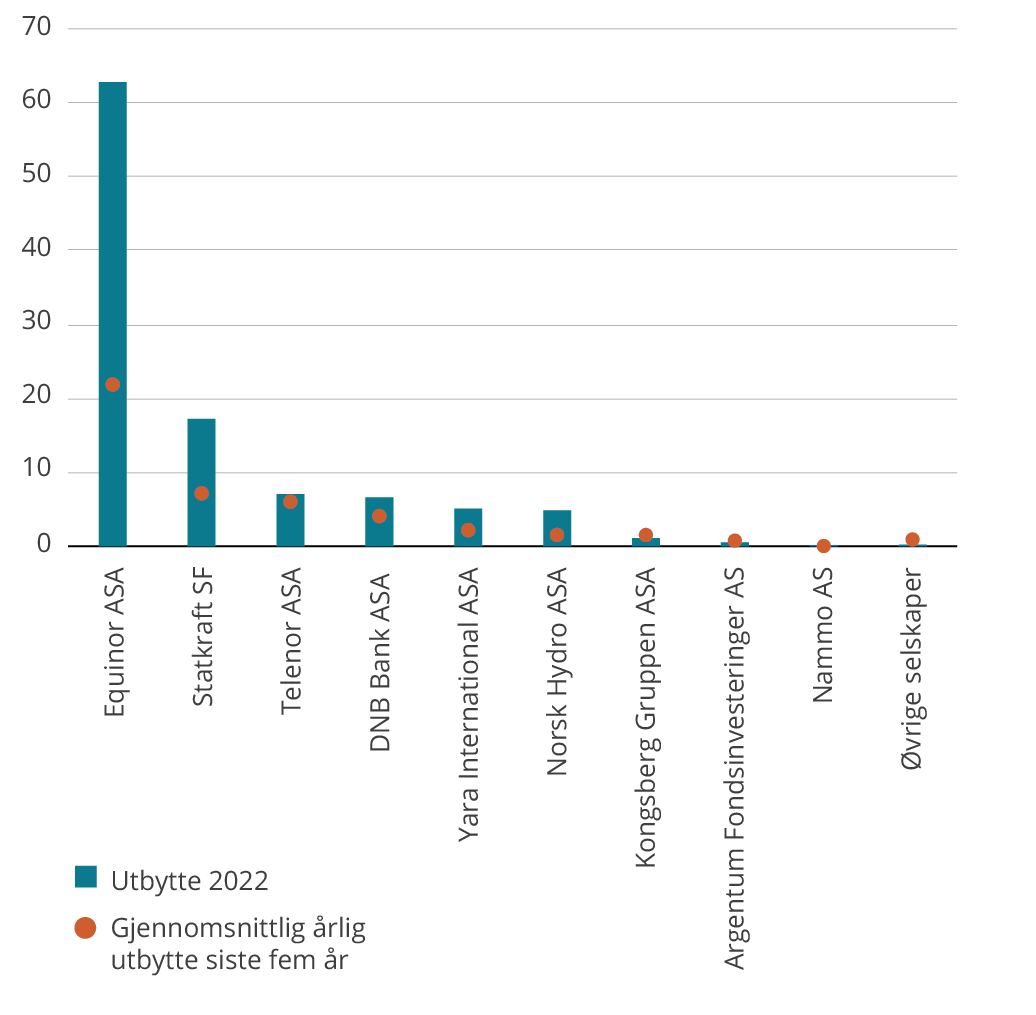 70
60
50
40
30
20
10
0
Equinor ASA
Statkraft SF
Telenor ASA
DNB Bank ASA
Yara International ASA
Norsk Hydro ASA
Kongsberg Gruppen ASA
Argentum Fondsinvesteringer AS
Nammo AS
Øvrige selskaper
Utbytte 2022
Gjennomsnittlig årlig
utbytte siste fem år